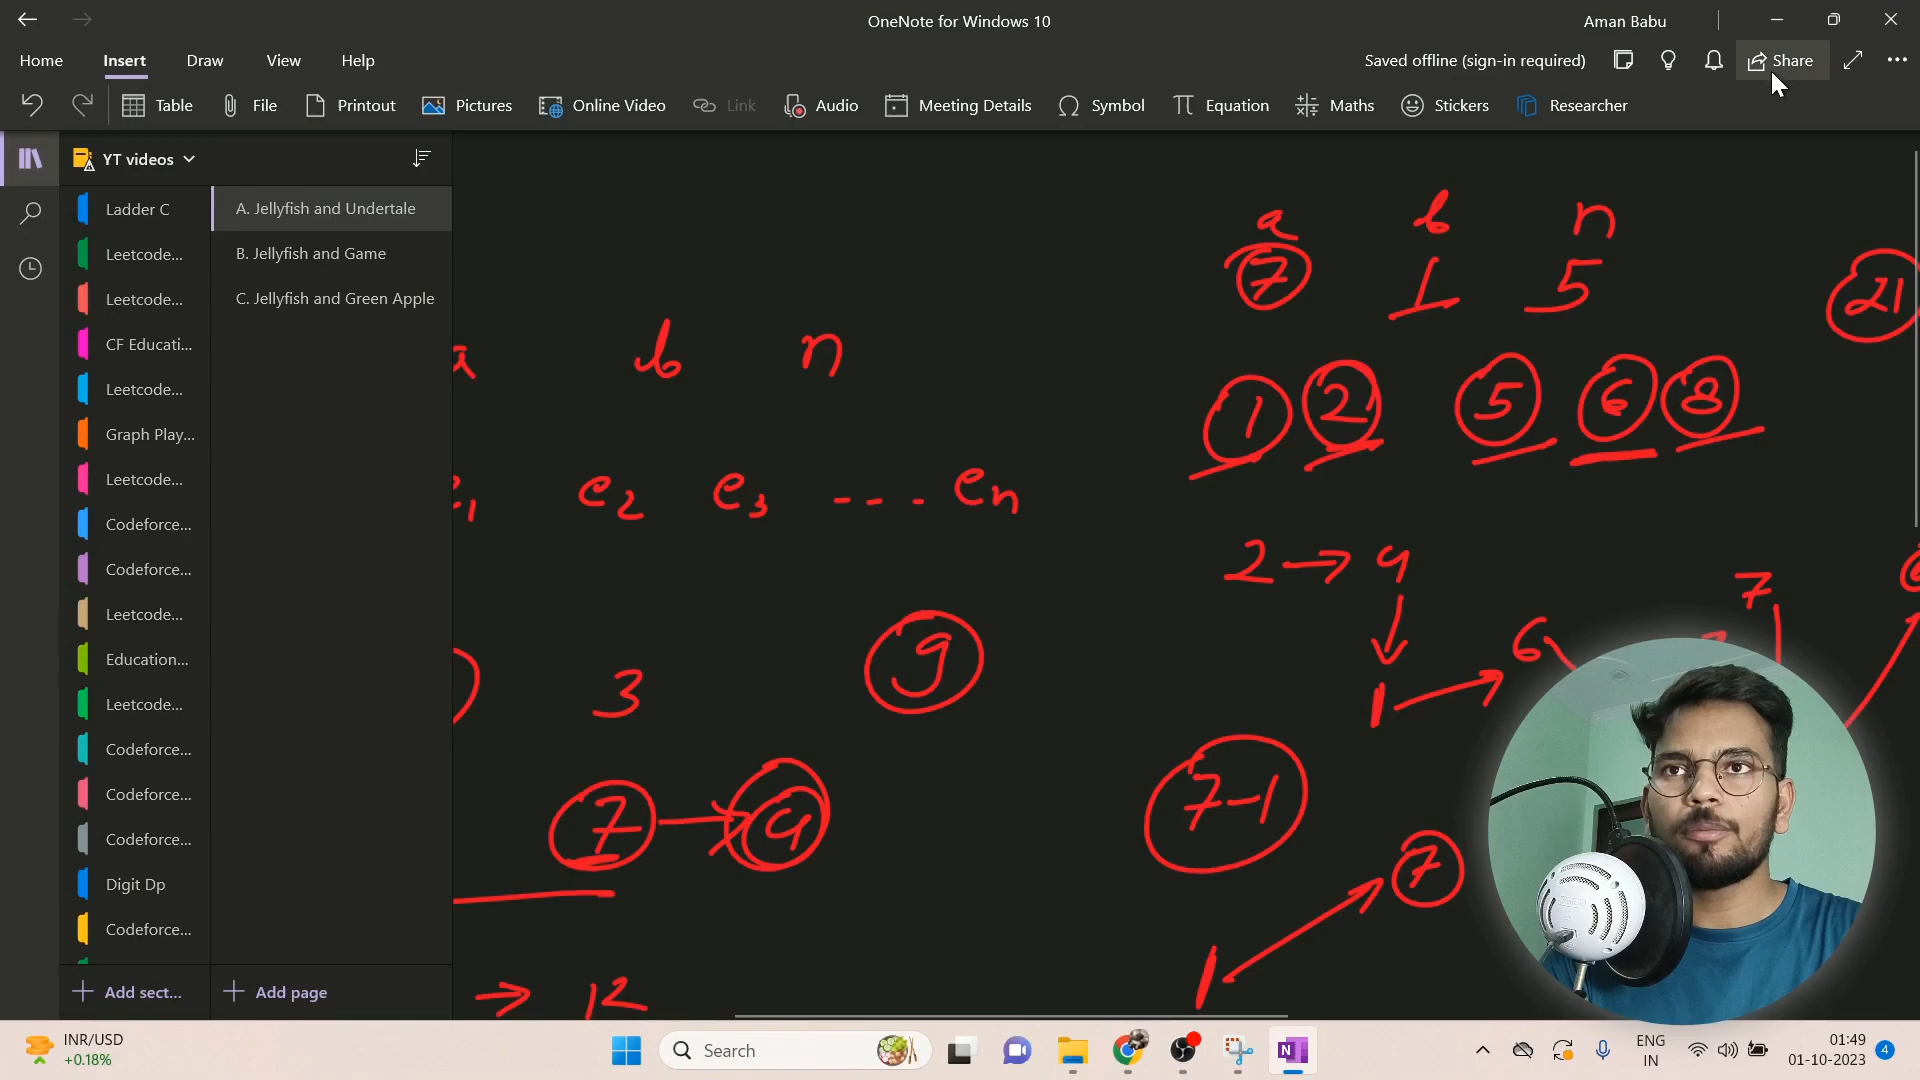 OneNote for Windows 10
Aman Babu
Home
Insert
Draw
View
Help
Saved offline (sign-in required)
Share
Table
File
Printout
Pictures
Online Video
Link
Audio
Meeting Details
Symbol
Equation
Maths
Stickers
Researcher
YT videos
Ladder C
Leetcode...
Leetcode...
CF Educati...
Leetcode...
Graph Play...
Leetcode...
Codeforce...
Codeforce...
Leetcode...
Education...
Leetcode...
Codeforce...
Codeforce...
Codeforce...
Digit Dp
Codeforce...
Add sect...
A. Jellyfish and Undertale
B. Jellyfish and Game
C. Jellyfish and Green Apple
Add page
a b n
e2 e3 --- en
3 9
7 → 9
→ 12
a b n
7 1 5
21
1 2 5 6 8
2 → 9
1 → 6
7
7-1
1 → 7
INR/USD
+0.18%
Search
N
ENG
IN
01:49
01-10-2023
4